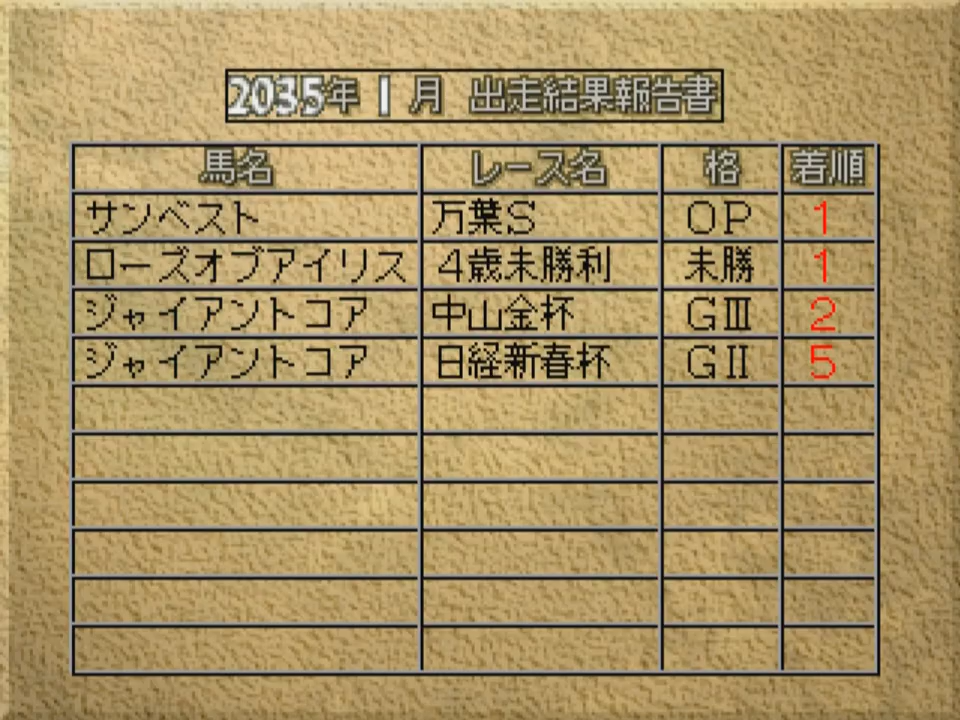 2035年 1月 出走結果報告書
馬名 レース名 格 着順
サンベスト 万葉S OP 1
ローズオブアイリス 4歳未勝利 未勝 1
ジャイアントコア 中山金杯 GⅢ 2
ジャイアントコア 日経新春杯 GⅡ 5